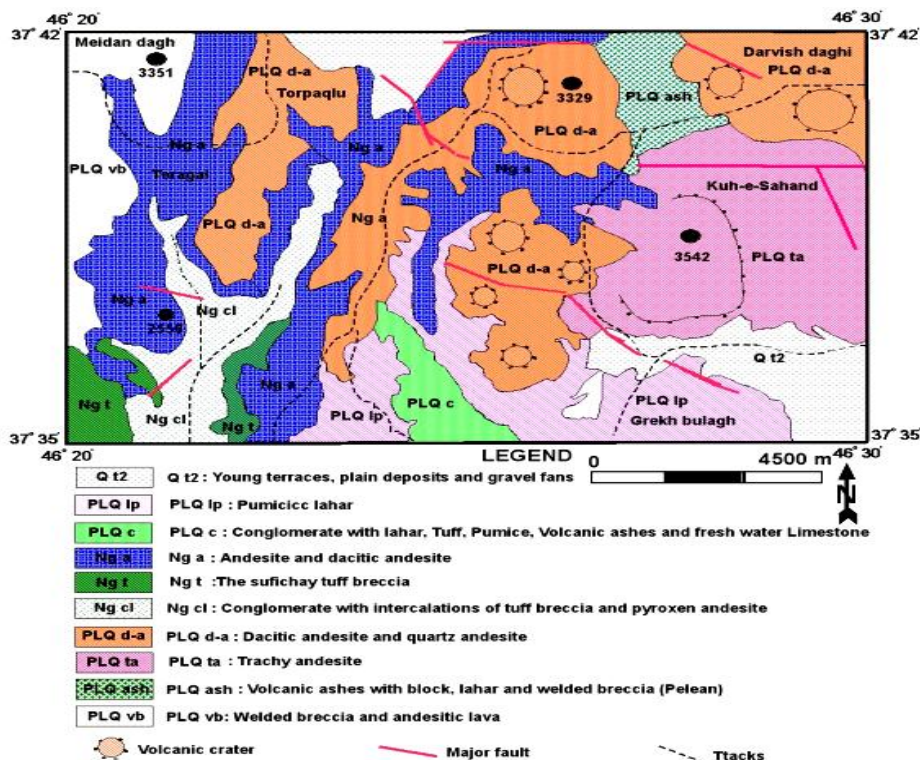 46° 20
46° 30
37° 42
37° 42
Meidan dagh
3351
PLQ d-a
Torpaqlu
3329
PLQ d-a
PLQ ash
Darvish daghi
PLQ d-a
Ng a
Ng a
PLQ vb
Teragai
Ng a
Kuh-e-Sahand
PLQ d-a
Ng a
3542
PLQ ta
PLQ d-a
Ng a
Ng cl
2556
Q t2
Ng a
Ng t
Ng cl
Ng t
PLQ lp
PLQ c
PLQ lp
Grekh bulagh
37° 35
37° 35
46° 20
46° 30
LEGEND
0 4500 m
N
Q t2 Q t2 : Young terraces, plain deposits and gravel fans
PLQ lp PLQ lp : Pumicicc lahar
PLQ c PLQ c : Conglomerate with lahar, Tuff, Pumice, Volcanic ashes and fresh water Limestone
Ng a Ng a : Andesite and dacitic andesite
Ng t Ng t :The sufichay tuff breccia
Ng cl Ng cl : Conglomerate with intercalations of tuff breccia and pyroxen andesite
PLQ d-a PLQ d-a : Dacitic andesite and quartz andesite
PLQ ta PLQ ta : Trachy andesite
PLQ ash PLQ ash : Volcanic ashes with block, lahar and welded breccia (Pelean)
PLQ vb PLQ vb: Welded breccia and andesitic lava
Volcanic crater Major fault Ttacks